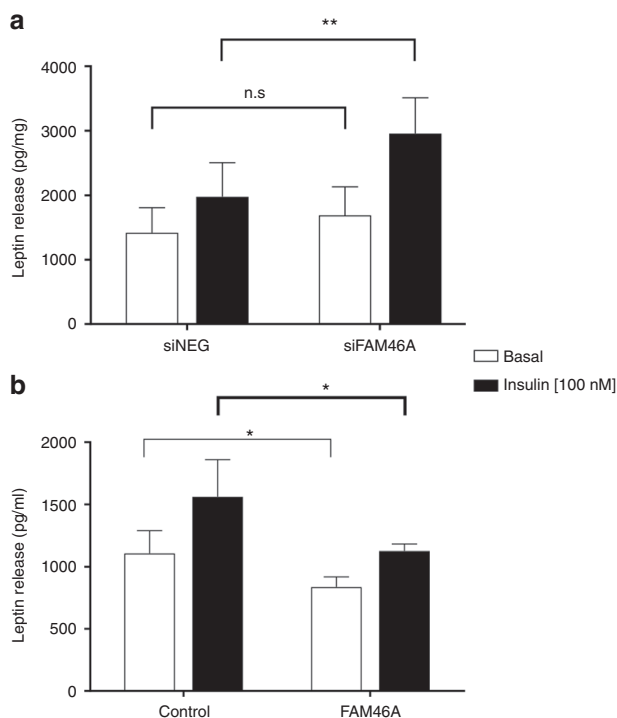 a
**
4000
n.s
3000
2000
1000
0
Leptin release (pg/mg)
siNEG
siFAM46A
Basal
Insulin [100 nM]
b
*
*
2000
1500
1000
500
0
Leptin release (pg/ml)
Control
FAM46A